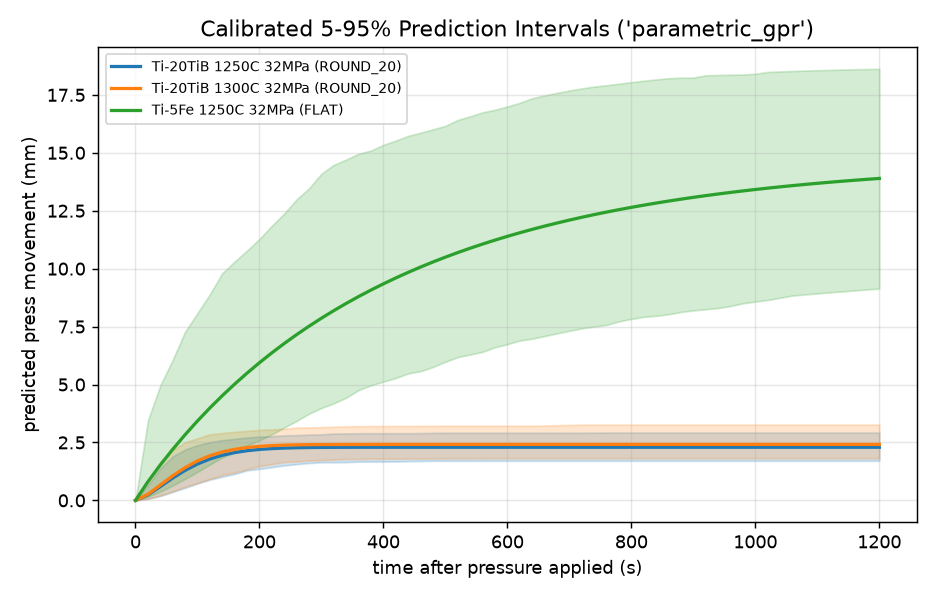 Calibrated 5-95% Prediction Intervals ('parametric_gpr')
Ti-20TiB 1250C 32MPa (ROUND_20)
Ti-20TiB 1300C 32MPa (ROUND_20)
Ti-5Fe 1250C 32MPa (FLAT)
predicted press movement (mm)
17.5
15.0
12.5
10.0
7.5
5.0
2.5
0.0
0 200 400 600 800 1000 1200
time after pressure applied (s)